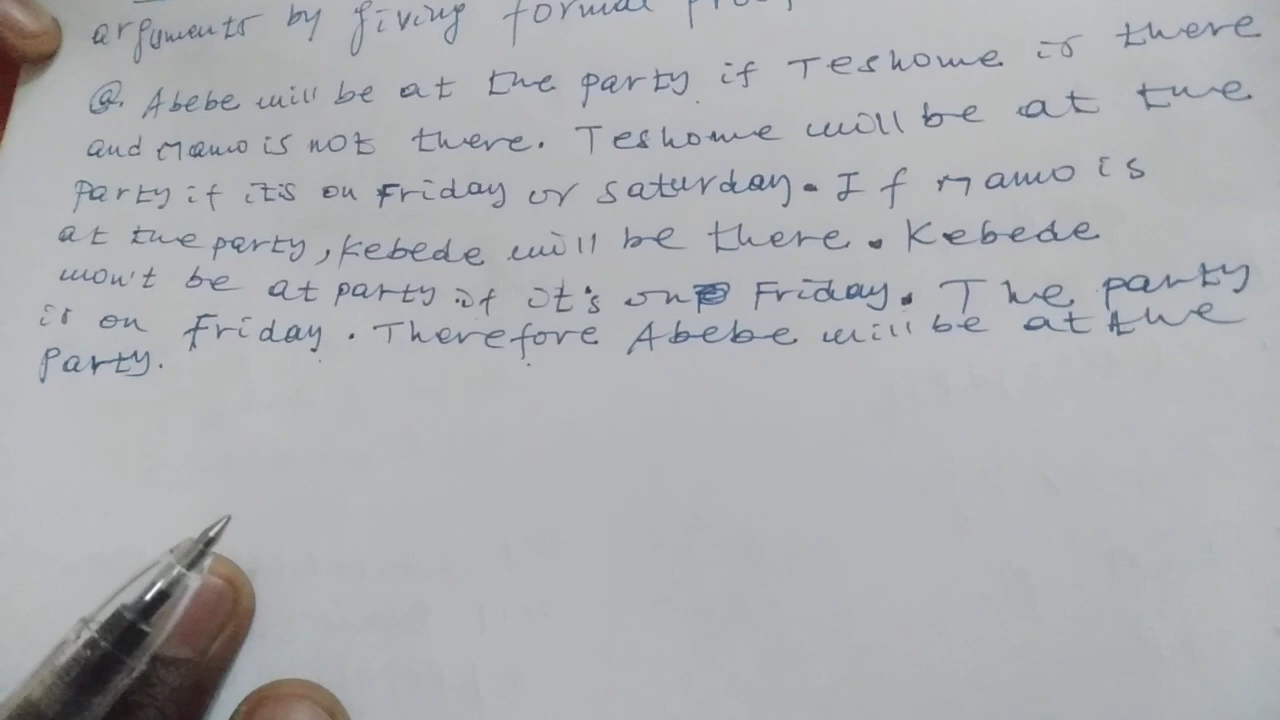 arguments by giving formal
@. Abebe will be at the party if Teshome is there
and Mamo is not there. Teshome will be at the
party if it's on Friday or saturday. If Mamo is
at the party, Kebede will be there. Kebede
won't be at party if it's on Friday. The party
is on Friday. Therefore Abebe will be at the
Party.